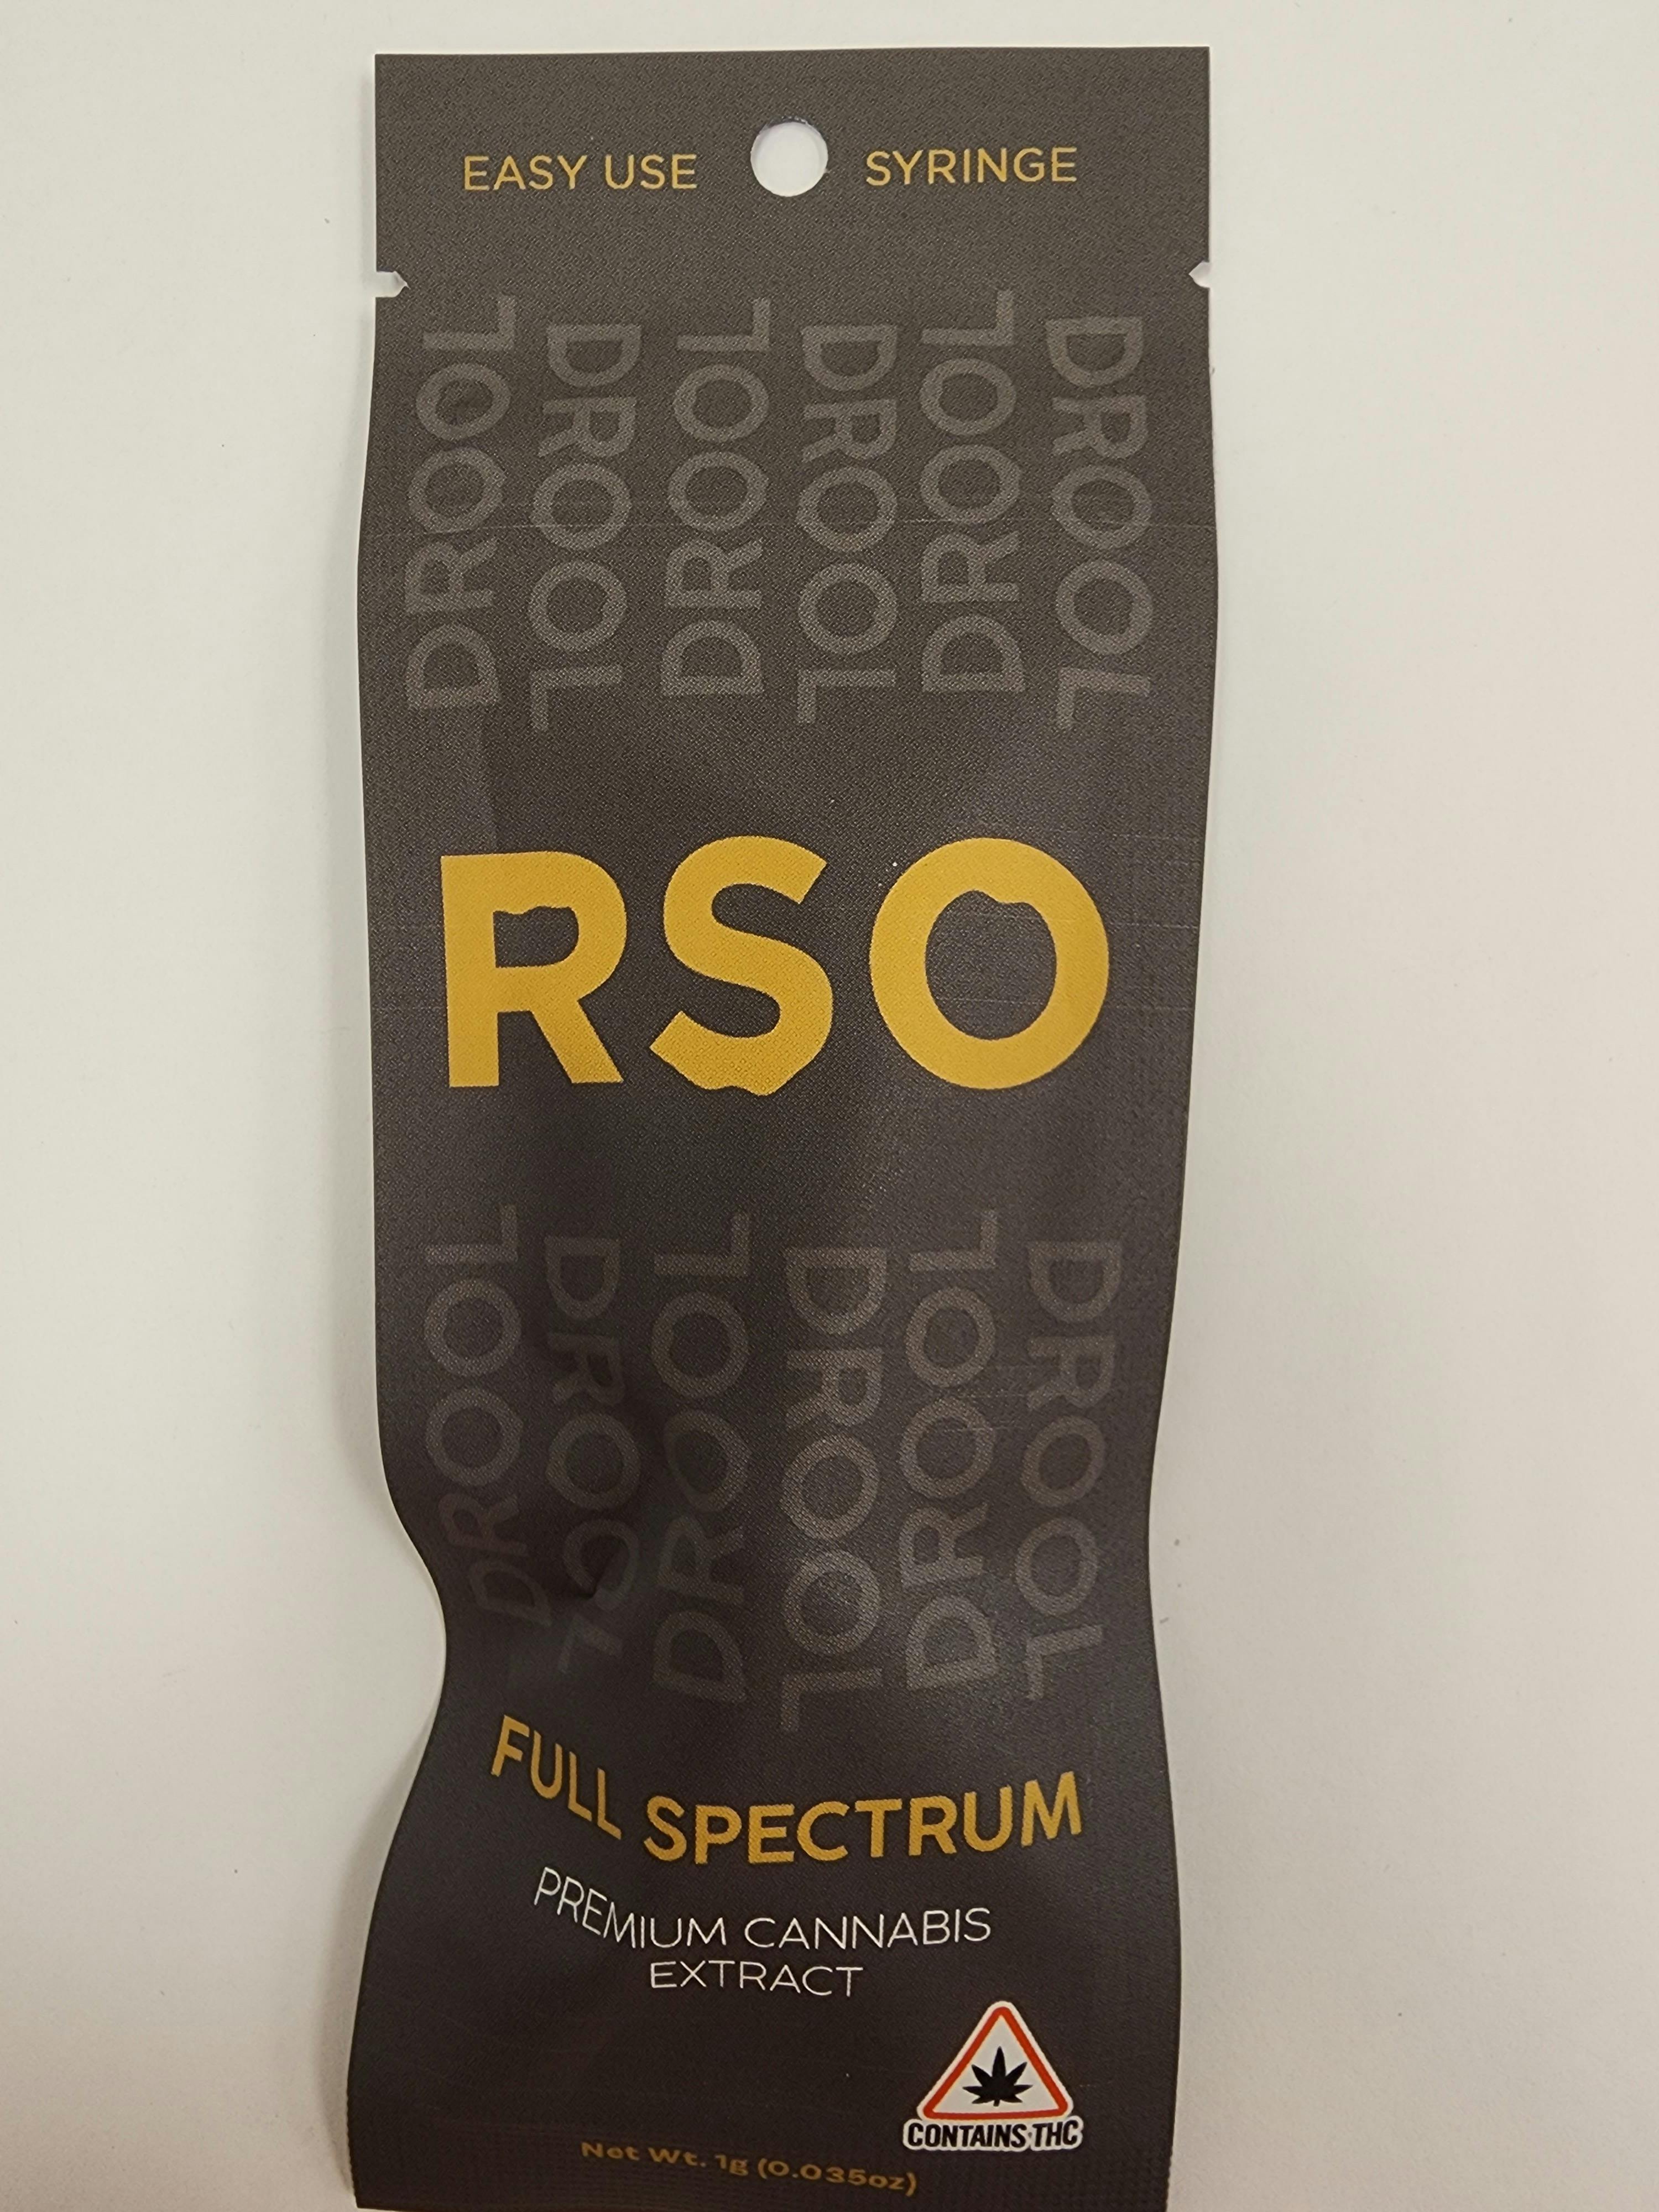 EASY USE SYRINGE
DROOL DROOL DROOL DROOL DROOL DROOL
RSO
DROOL DROOL DROOL DROOL DROOL DROOL
FULL SPECTRUM
PREMIUM CANNABIS
EXTRACT
CONTAINS THC
Net Wt. 1g (0.035oz)